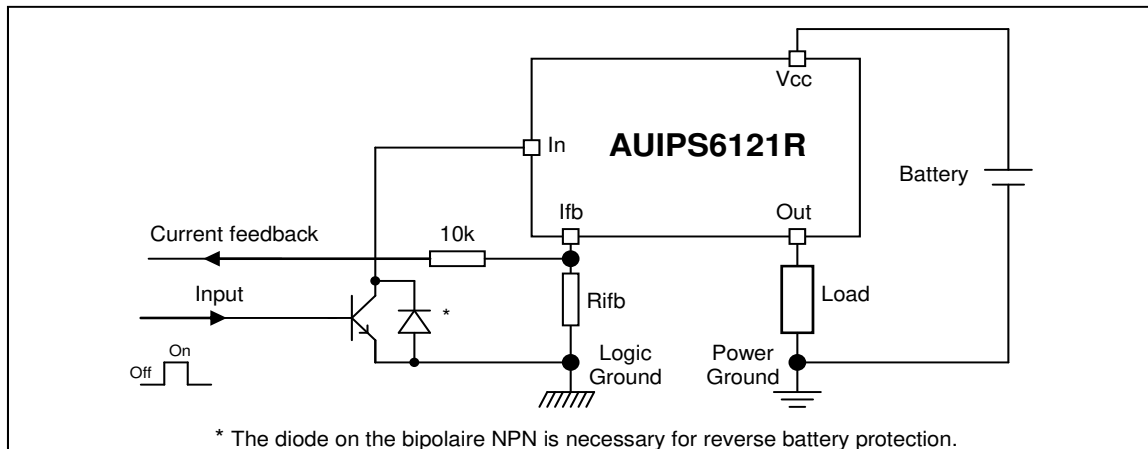 Vcc
In
AUIPS6121R
Battery
Ifb
Out
Current feedback
10k
Input
*
Rifb
Load
On
Off
Logic
Ground
Power
Ground
* The diode on the bipolaire NPN is necessary for reverse battery protection.